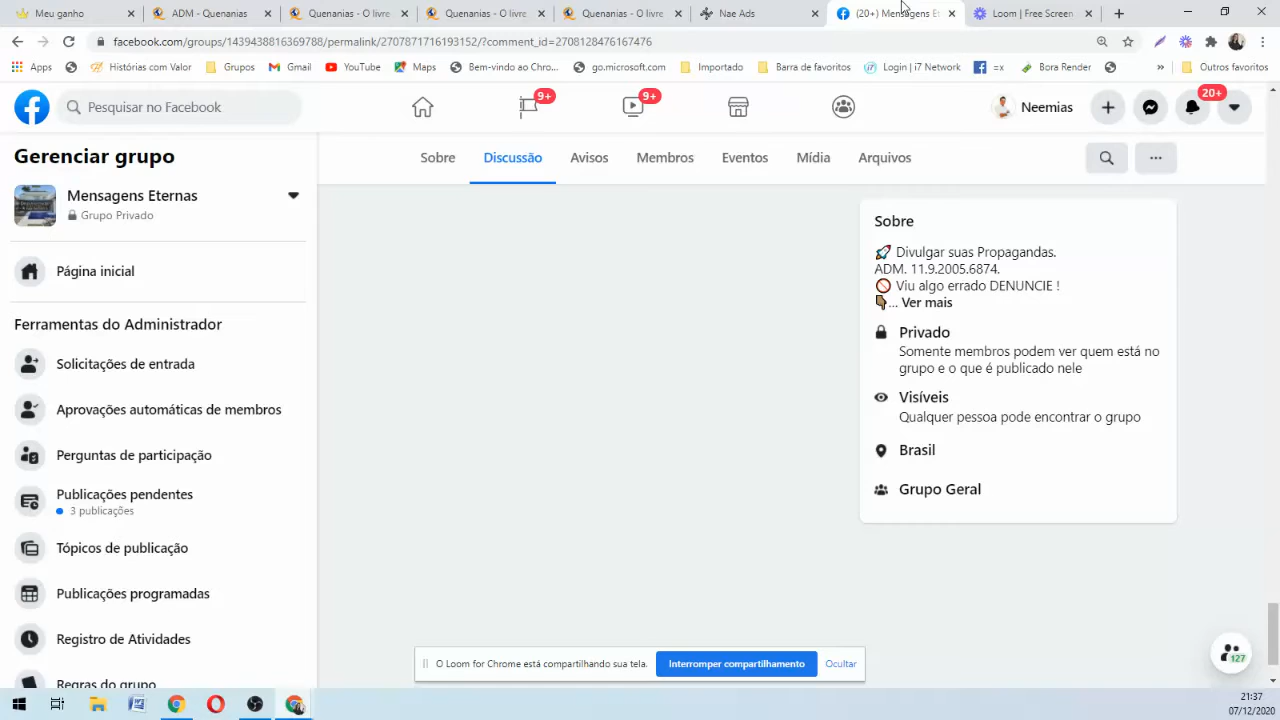 Meu ganho
ADM - Quenanias
Quenanias - O livre
Quenanias - O livre
Quenanias - O livre
Nae Ads
(20+) Mensagens Es
Loom | Free Screen
facebook.com/groups/1439438816369788/permalink/2707871716193152/?comment_id=2708128476167476
Apps
Histórias com Valor
Grupos
Gmail
YouTube
Maps
Bem-vindo ao Chro...
go.microsoft.com
Importado
Barra de favoritos
Login | i7 Network
=x
Bora Render
»
Outros favoritos
Pesquisar no Facebook
9+
9+
Neemias
20+
Gerenciar grupo
Mensagens Eternas
Grupo Privado
Página inicial
Ferramentas do Administrador
Solicitações de entrada
Aprovações automáticas de membros
Perguntas de participação
Publicações pendentes
3 publicações
Tópicos de publicação
Publicações programadas
Registro de Atividades
Regras do grupo
Sobre
Discussão
Avisos
Membros
Eventos
Mídia
Arquivos
Sobre
🚀 Divulgar suas Propagandas.
ADM. 11.9.2005.6874.
🚫 Viu algo errado DENUNCIE !
👇🏾... Ver mais
Privado
Somente membros podem ver quem está no
grupo e o que é publicado nele
Visíveis
Qualquer pessoa pode encontrar o grupo
Brasil
Grupo Geral
O Loom for Chrome está compartilhando sua tela.
Interromper compartilhamento
Ocultar
127
21:37
07/12/2020